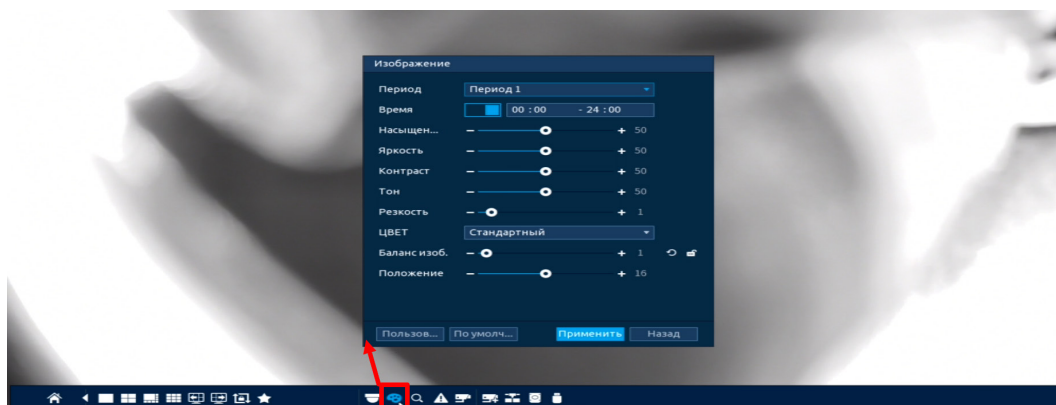 Изображение
Период Период 1
Время 00 : 00 - 24 : 00
Насыщен... - + 50
Яркость - + 50
Контраст - + 50
Тон - + 50
Резкость - + 1
ЦВЕТ Стандартный
Баланс изоб. - + 1
Положение - + 16
Пользов... По умолч... Применить Назад